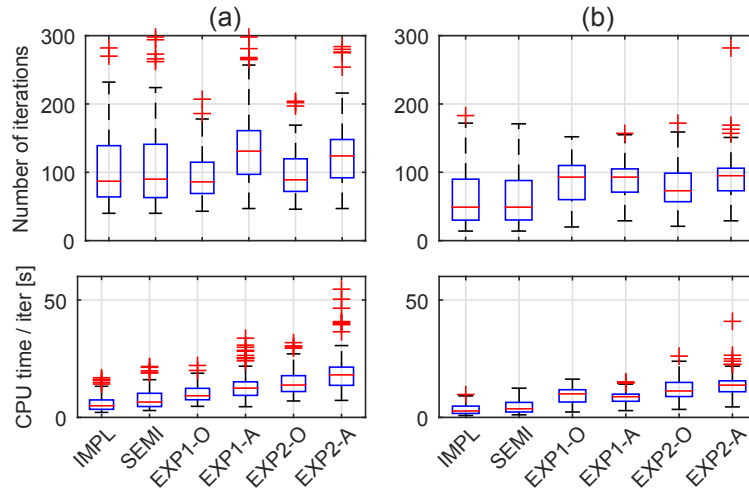 (a)
(b)
Number of iterations
300
200
100
0
300
200
100
0
CPU time / iter [s]
50
0
50
0
IMPL
SEMI
EXP1-O
EXP1-A
EXP2-O
EXP2-A
IMPL
SEMI
EXP1-O
EXP1-A
EXP2-O
EXP2-A